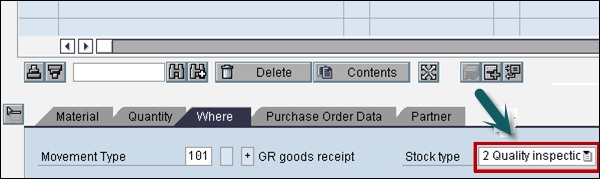 Delete Contents
Material Quantity Where Purchase Order Data Partner
Movement Type 101 + GR goods receipt Stock type 2 Quality inspectic